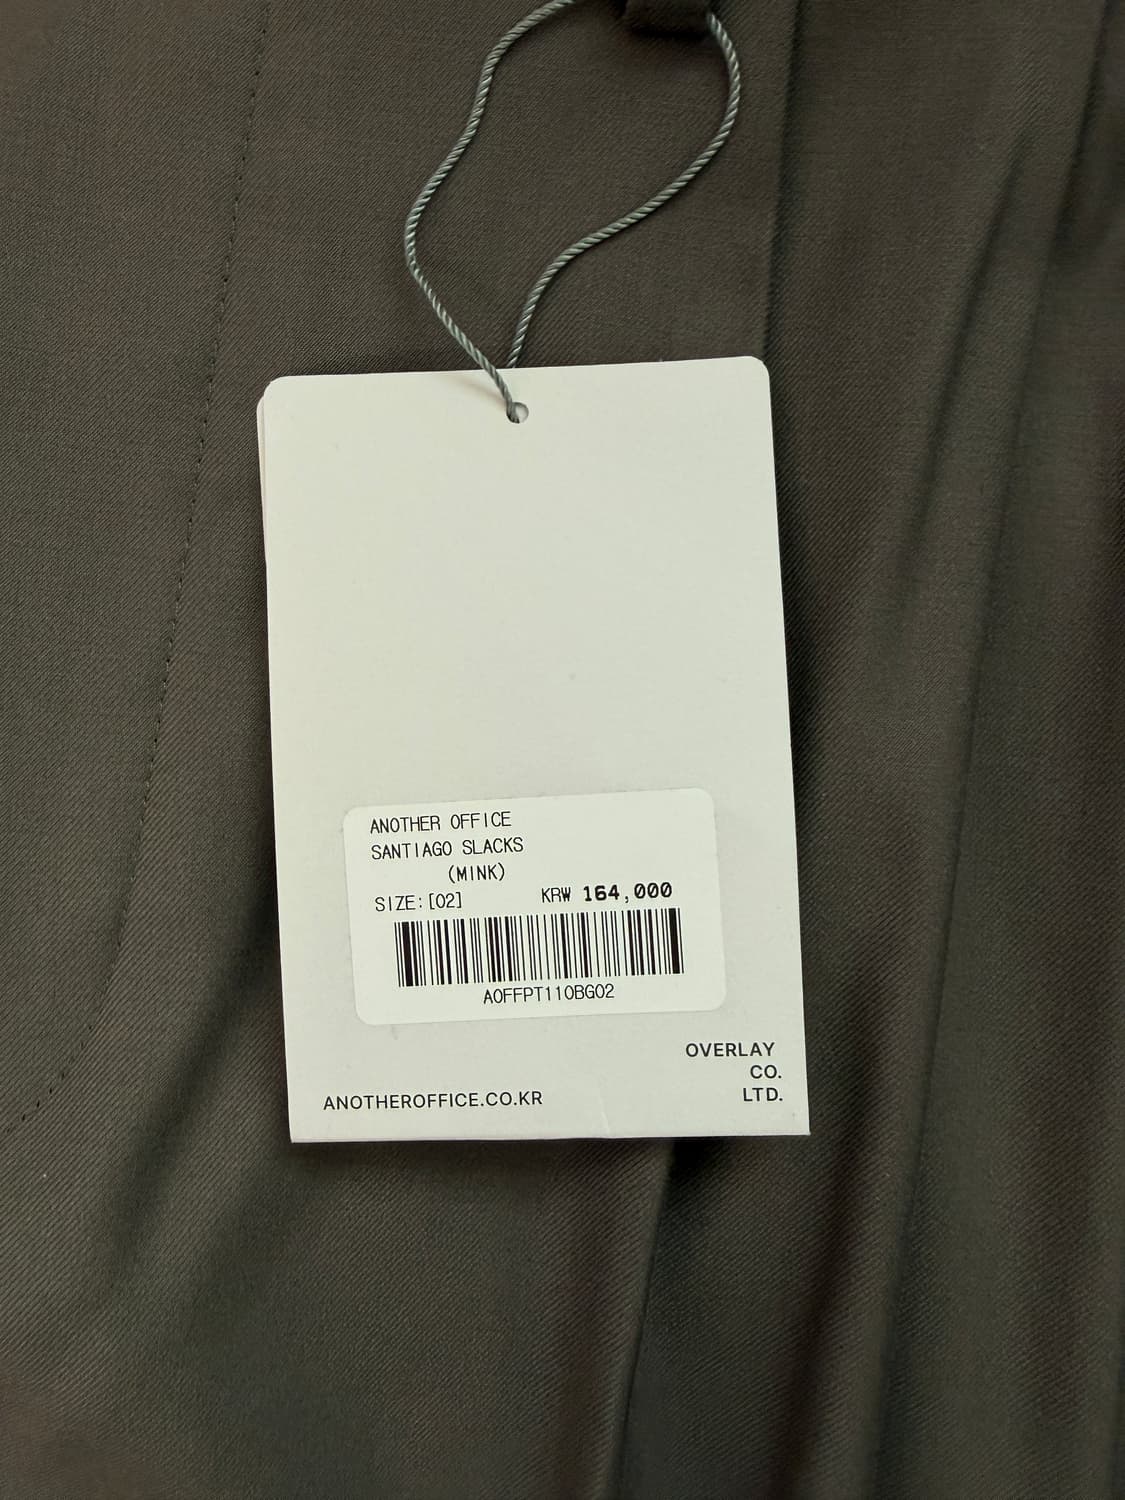 ANOTHER OFFICE
SANTIAGO SLACKS
(MINK)
SIZE:[02] KRW 164,000
AOFFPT110BG02
ANOTHEROFFICE.CO.KR
OVERLAY
CO.
LTD.